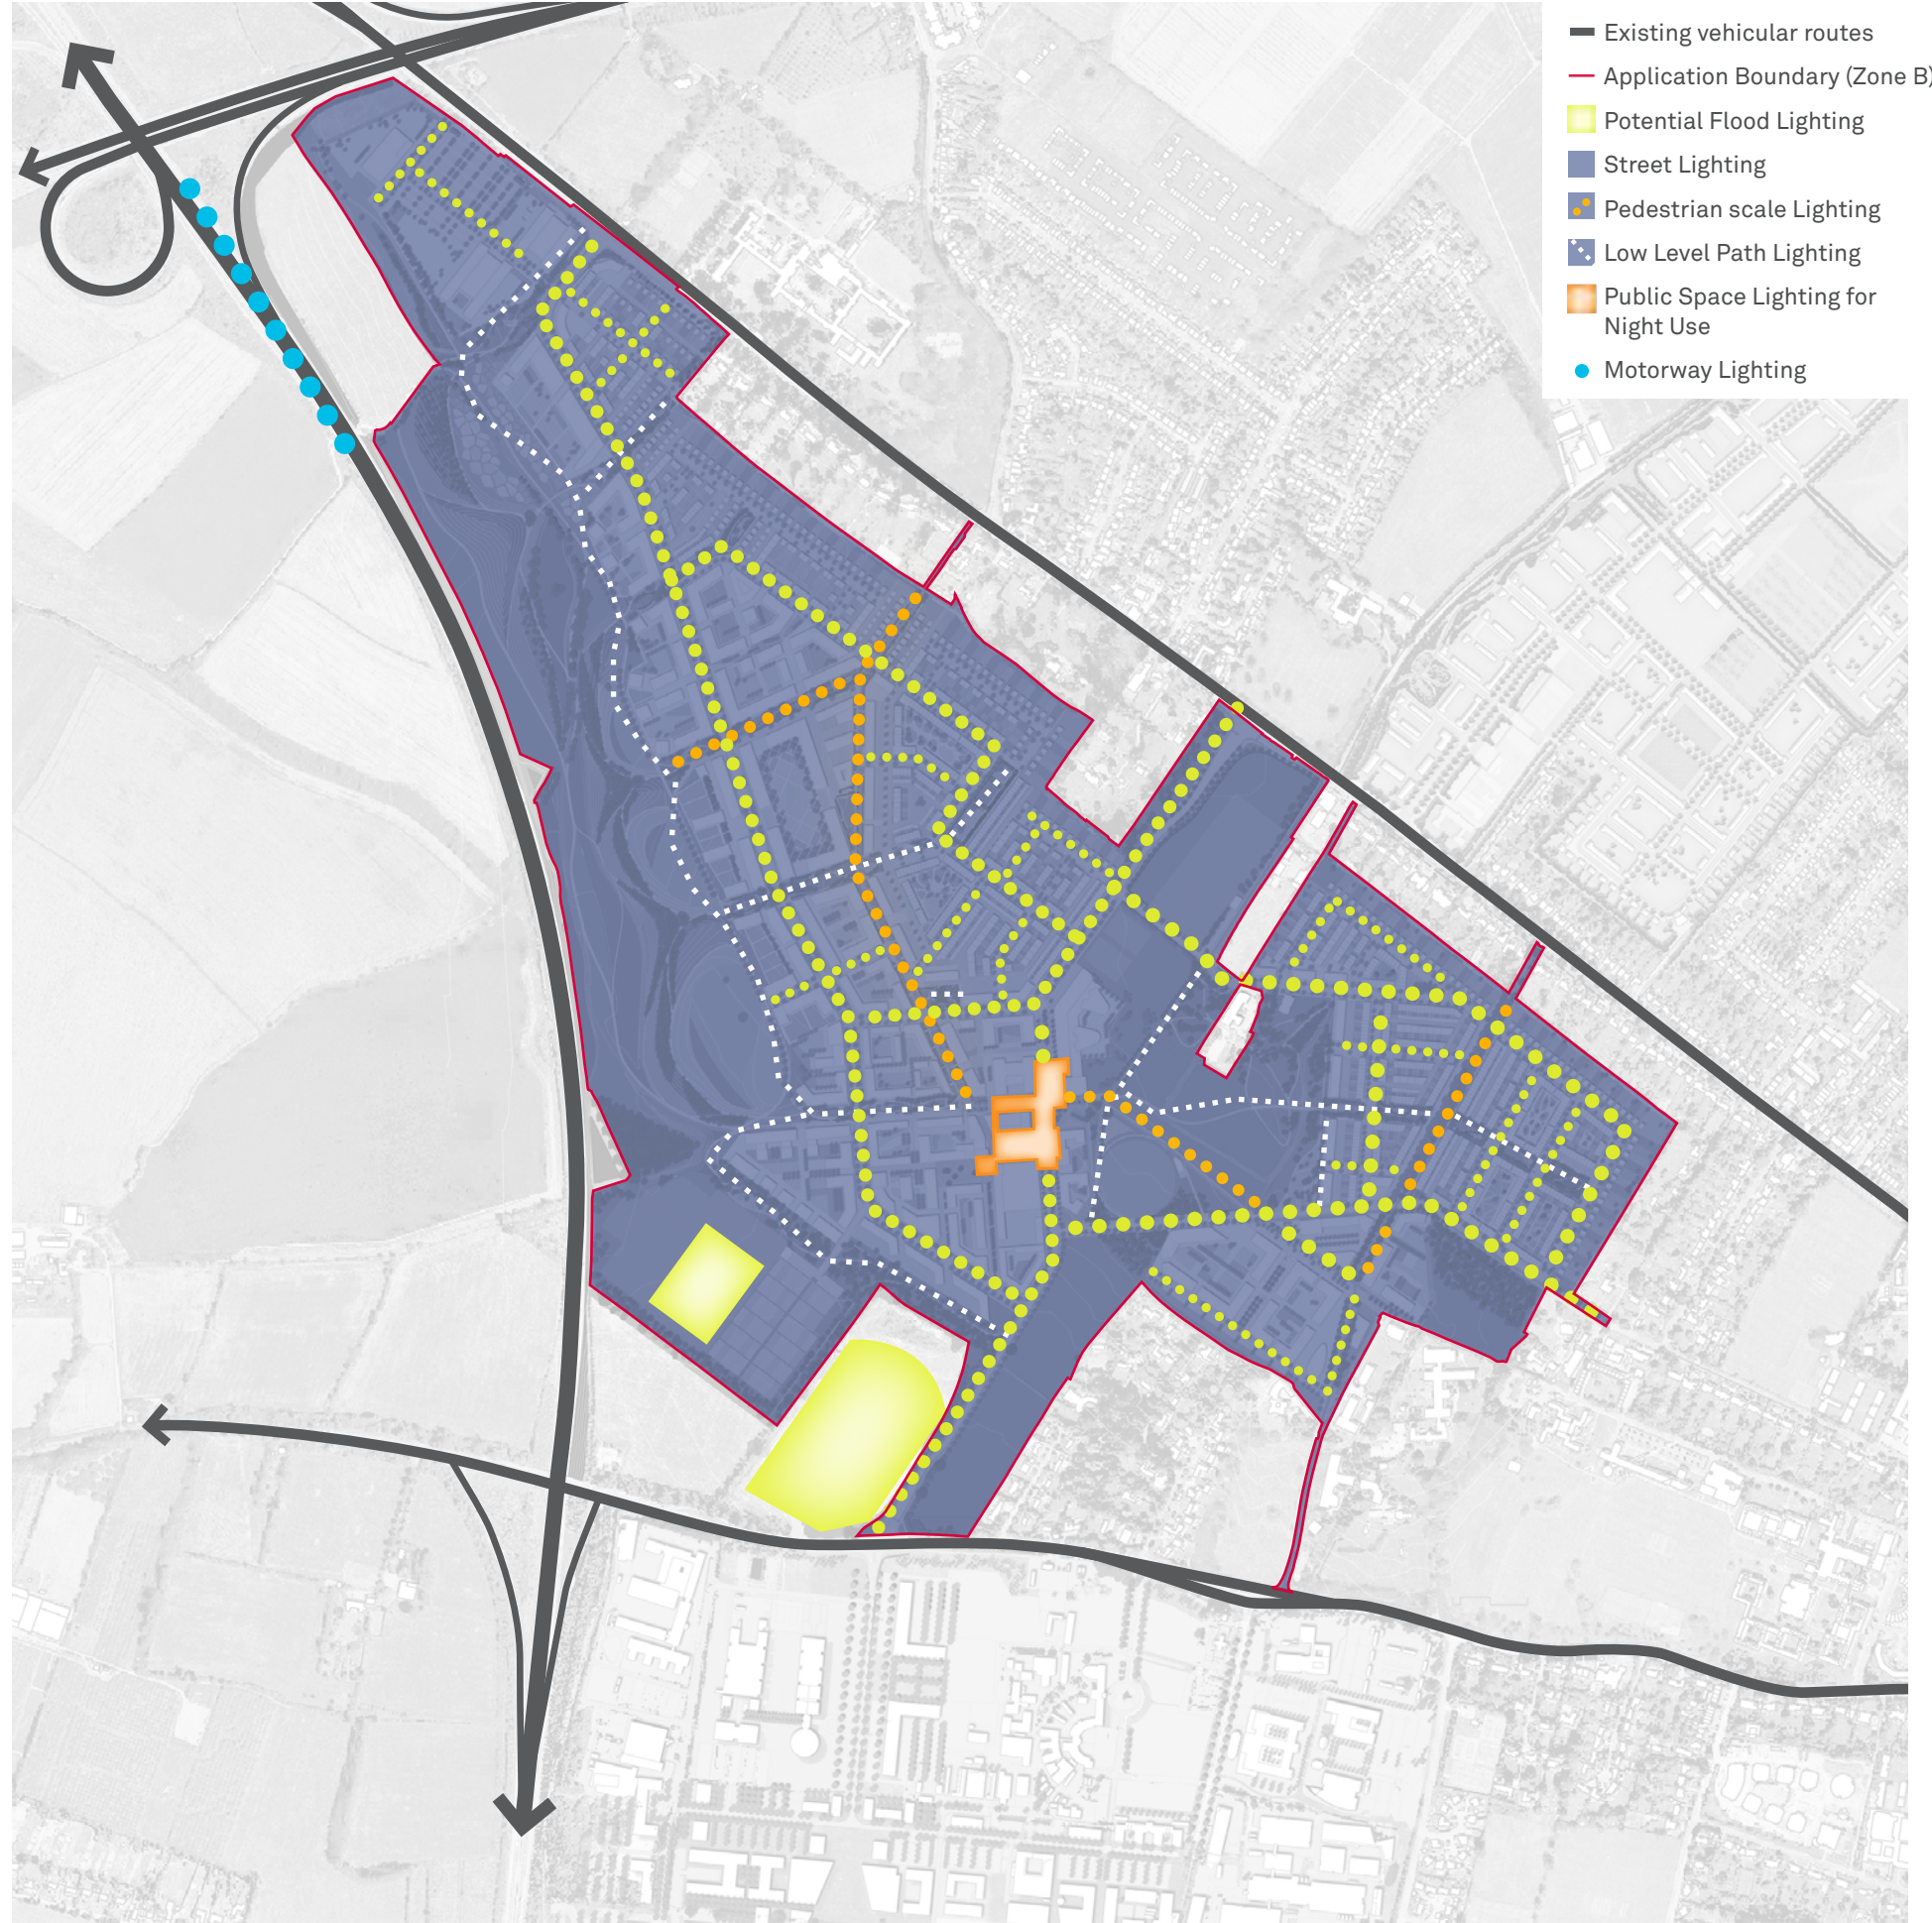 Existing vehicular routes
Application Boundary (Zone B)
Potential Flood Lighting
Street Lighting
Pedestrian scale Lighting
Low Level Path Lighting
Public Space Lighting for
Night Use
Motorway Lighting